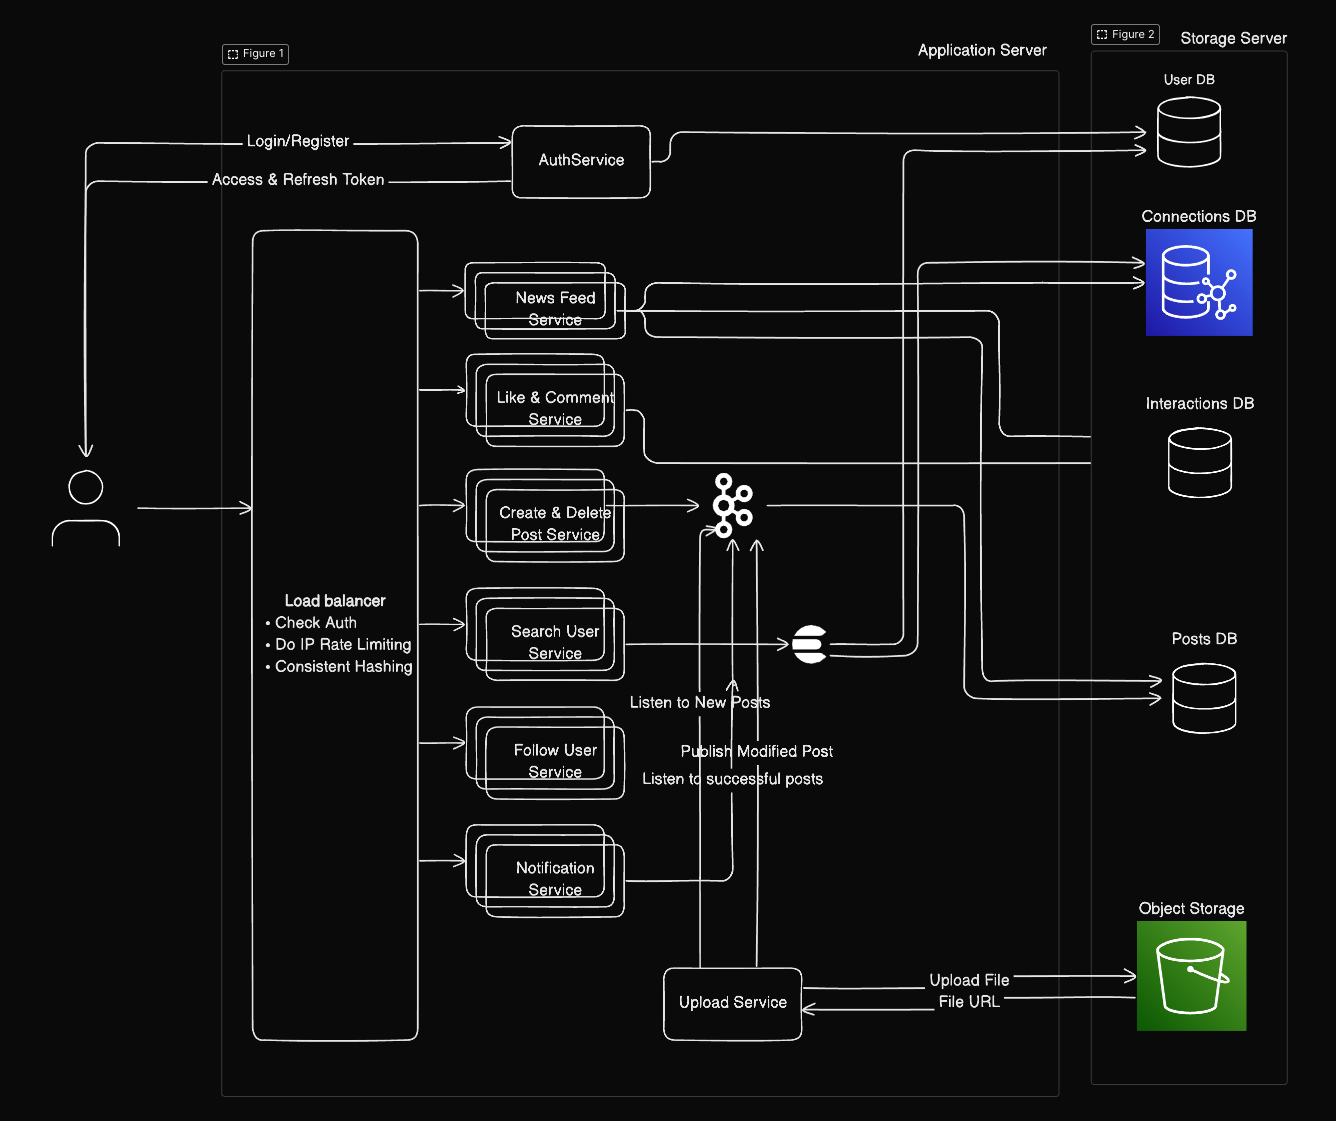 Figure 1
Application Server
Figure 2
Storage Server
User DB
Login/Register
AuthService
Access & Refresh Token
Connections DB
News Feed
Service
Like & Comment
Service
Interactions DB
Create & Delete
Post Service
Load balancer
• Check Auth
• Do IP Rate Limiting
• Consistent Hashing
Search User
Service
Posts DB
Listen to New Posts
Publish Modified Post
Listen to successful posts
Follow User
Service
Notification
Service
Object Storage
Upload Service
Upload File
File URL